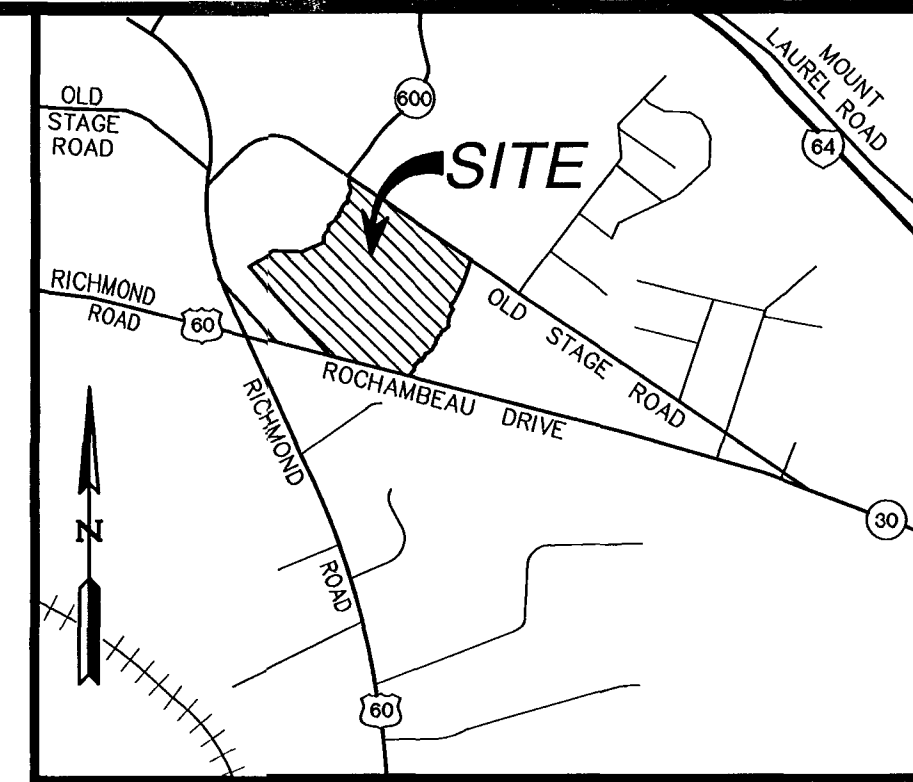 MOUNT
LAUREL ROAD
OLD
STAGE
ROAD
600
64
SITE
RICHMOND
ROAD
60
OLD STAGE ROAD
ROCHAMBEAU DRIVE
RICHMOND
ROAD
N
30
60